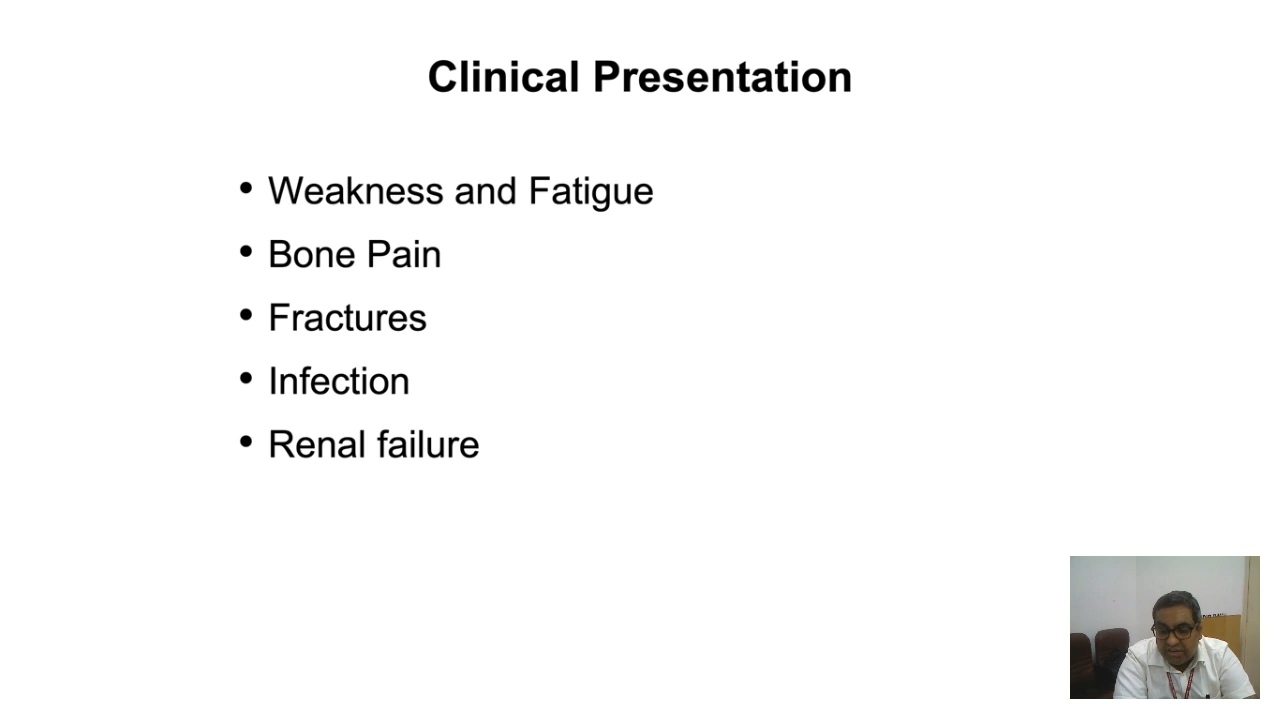 Clinical Presentation
• Weakness and Fatigue
• Bone Pain
• Fractures
• Infection
• Renal failure